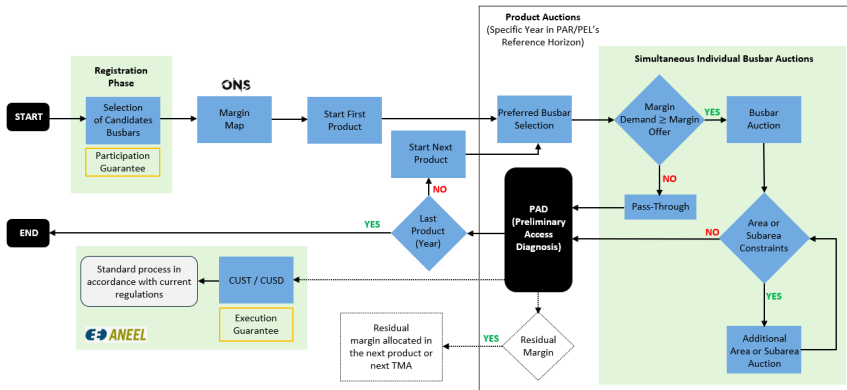 Product Auctions
(Specific Year in PAR/PEL's
Reference Horizon)
Registration
Phase
Simultaneous Individual Busbar Auctions
START
Selection
of Candidates
Busbars
Participation
Guarantee
ONS
Margin
Map
Start First
Product
Preferred Busbar
Selection
Margin
Demand ≥ Margin
Offer
YES
Busbar
Auction
Start Next
Product
NO
NO
Pass-Through
PAD
(Preliminary
Access
Diagnosis)
Area or
Subarea
Constraints
NO
YES
Additional
Area or Subarea
Auction
Last
Product
(Year)
YES
END
Standard process in
accordance with current
regulations
CUST / CUSD
Execution
Guarantee
ANEEL
Residual
margin allocated in
the next product or
next TMA
YES
Residual
Margin